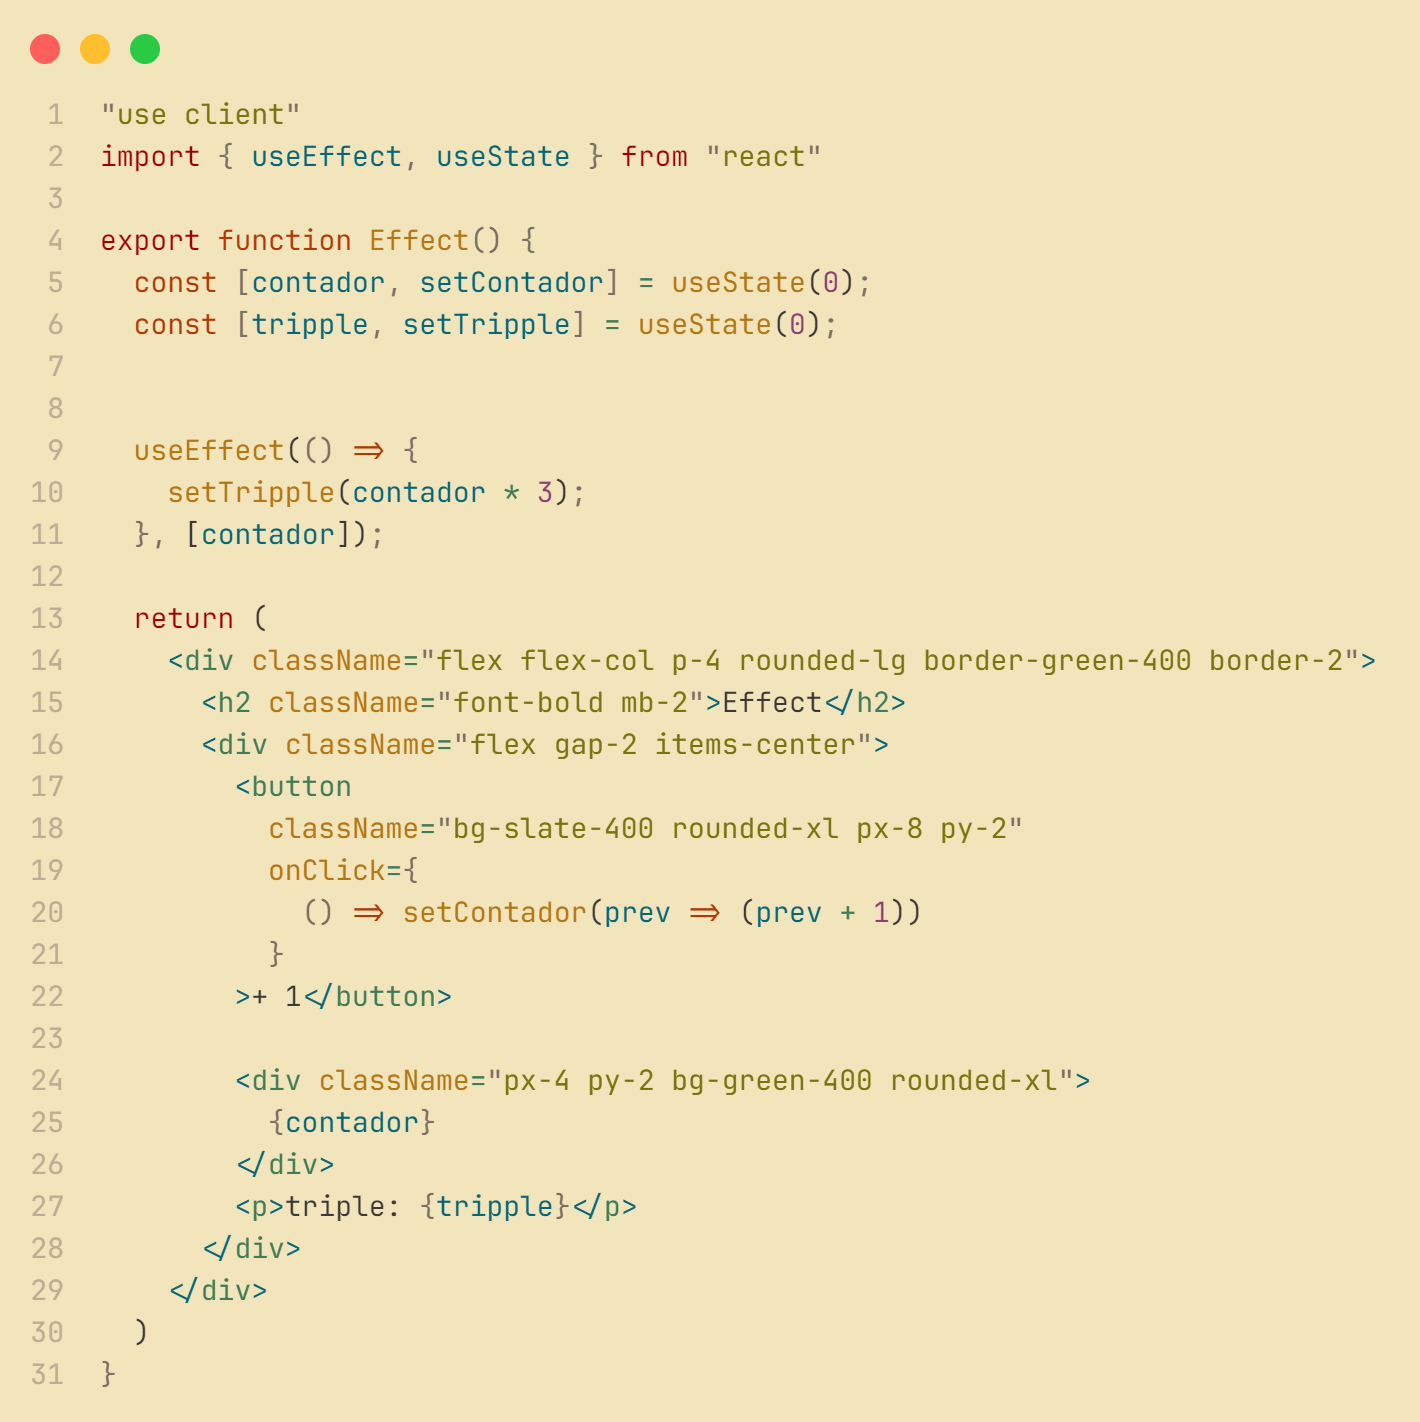 1 "use client"
2 import { useEffect, useState } from "react"
3
4 export function Effect() {
5   const [contador, setContador] = useState(0);
6   const [tripple, setTripple] = useState(0);
7
8
9   useEffect(() => {
10     setTripple(contador * 3);
11   }, [contador]);
12
13   return (
14     <div className="flex flex-col p-4 rounded-lg border-green-400 border-2">
15       <h2 className="font-bold mb-2">Effect</h2>
16       <div className="flex gap-2 items-center">
17         <button
18           className="bg-slate-400 rounded-xl px-8 py-2"
19           onClick={
20             () => setContador(prev => (prev + 1))
21           }
22         >+ 1</button>
23
24         <div className="px-4 py-2 bg-green-400 rounded-xl">
25           {contador}
26         </div>
27         <p>triple: {tripple}</p>
28       </div>
29     </div>
30   )
31 }